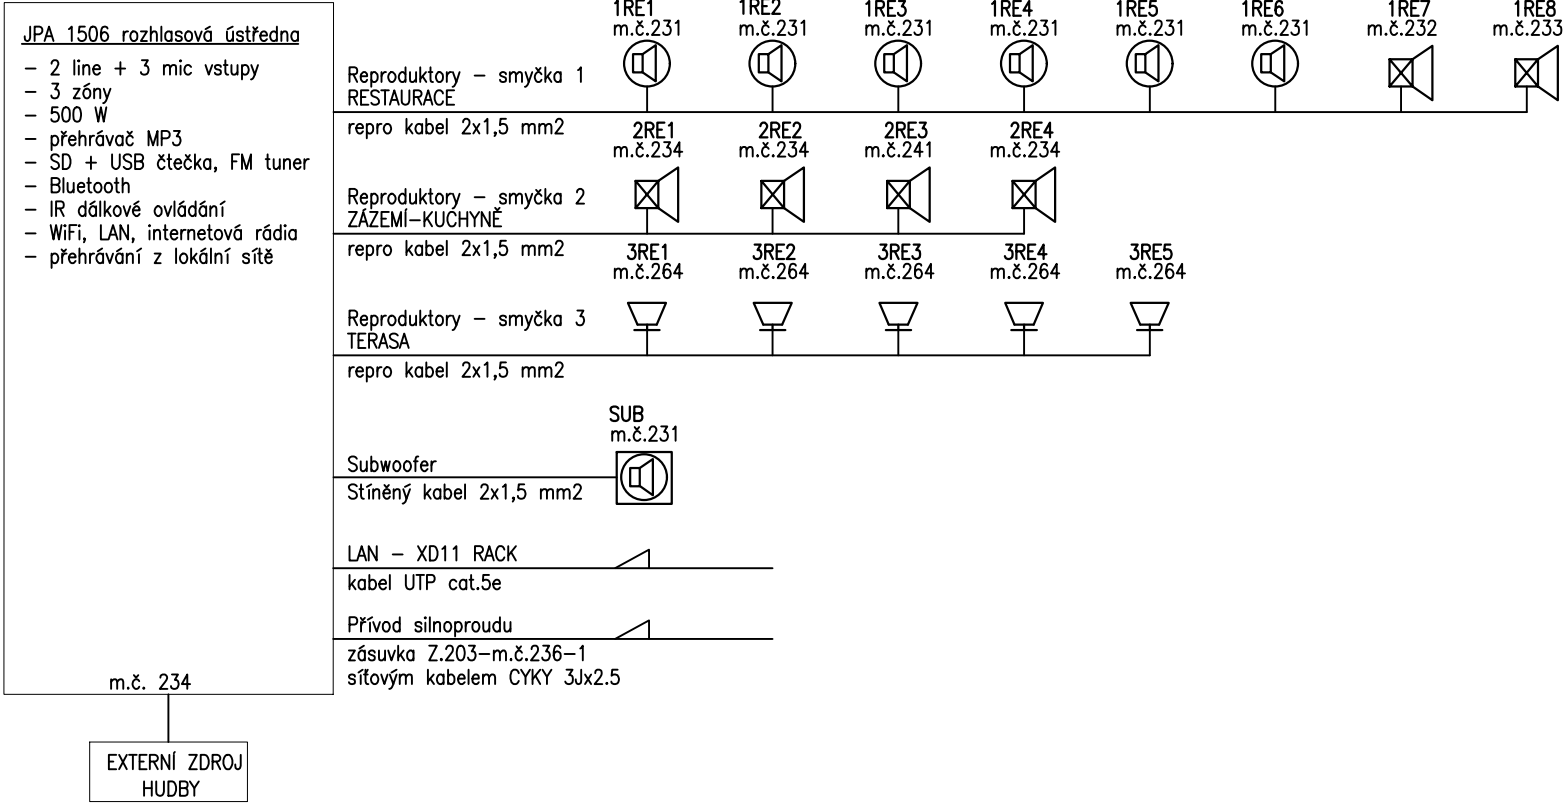 JPA 1506 rozhlasová ústředna
- 2 line + 3 mic vstupy
- 3 zóny
- 500 W
- přehrávač MP3
- SD + USB čtečka, FM tuner
- Bluetooth
- IR dálkové ovládání
- WiFi, LAN, internetová rádia
- přehrávání z lokální sítě
m.č. 234
EXTERNÍ ZDROJ
HUDBY
1RE1 1RE2 1RE3 1RE4 1RE5 1RE6 1RE7 1RE8
m.č.231 m.č.231 m.č.231 m.č.231 m.č.231 m.č.231 m.č.232 m.č.233
Reproduktory - smyčka 1
RESTAURACE
repro kabel 2x1,5 mm2
2RE1 2RE2 2RE3 2RE4
m.č.234 m.č.234 m.č.241 m.č.234
Reproduktory - smyčka 2
ZÁZEMÍ-KUCHYNĚ
repro kabel 2x1,5 mm2
3RE1 3RE2 3RE3 3RE4 3RE5
m.č.264 m.č.264 m.č.264 m.č.264 m.č.264
Reproduktory - smyčka 3
TERASA
repro kabel 2x1,5 mm2
SUB
m.č.231
Subwoofer
Stíněný kabel 2x1,5 mm2
LAN - XD11 RACK
kabel UTP cat.5e
Přívod silnoproudu
zásuvka Z.203-m.č.236-1
síťovým kabelem CYKY 3Jx2.5